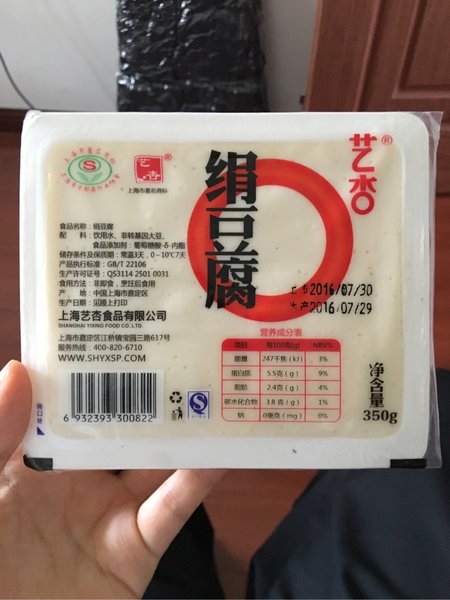 艺杏®
艺杏®
上海市著名商标
S
绢豆腐
食品名称：绢豆腐
配　　料：饮用水、非转基因大豆、
食品添加剂：葡萄糖酸-δ-内酯
储存条件及保质期：常温3天，0～10℃7天
产品执行标准：GB/T 22106
生产许可证号：QS3114 2501 0031
食用方法：非即食，烹饪后食用
产　　地：中国上海市嘉定区
生产日期：见膜上打印
上海艺杏食品有限公司
SHANGHAI YIXING FOOD CO.,LTD.
上海市嘉定区江桥镇宝园三路617号
服务热线：400-820-6710
WWW.SHYXSP.COM
2016/07/30
生产2016/07/29
营养成分表
项目 每100克(g) NRV%
能量 247千焦(kJ) 3%
蛋白质 5.5克(g) 9%
脂肪 2.4克(g) 4%
碳水化合物 3.8克(g) 1%
钠 0毫克(mg) 0%
净含量
350g
撕口处
6 932393 300822
QS